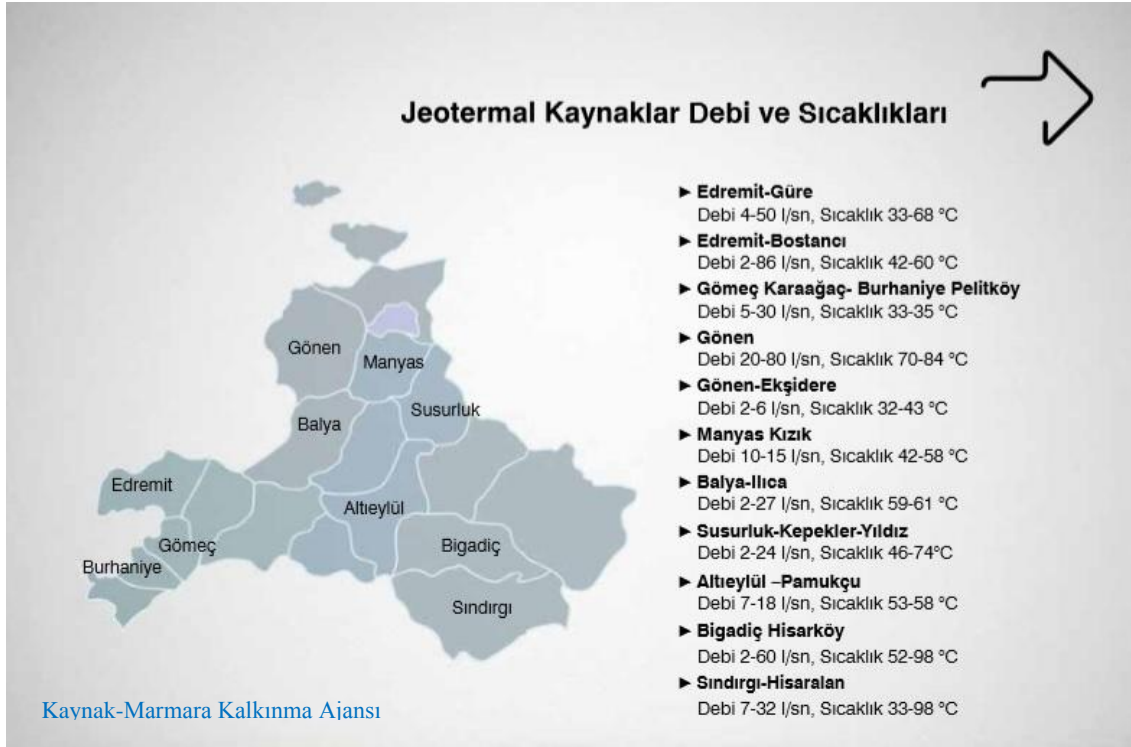 Jeotermal Kaynaklar Debi ve Sıcaklıkları
► Edremit-Güre
Debi 4-50 l/sn, Sıcaklık 33-68 °C
► Edremit-Bostancı
Debi 2-86 l/sn, Sıcaklık 42-60 °C
► Gömeç Karaağaç- Burhaniye Pelitköy
Debi 5-30 l/sn, Sıcaklık 33-35 °C
► Gönen
Debi 20-80 l/sn, Sıcaklık 70-84 °C
► Gönen-Ekşidere
Debi 2-6 l/sn, Sıcaklık 32-43 °C
► Manyas Kızık
Debi 10-15 l/sn, Sıcaklık 42-58 °C
► Balya-Ilıca
Debi 2-27 l/sn, Sıcaklık 59-61 °C
► Susurluk-Kepekler-Yıldız
Debi 2-24 l/sn, Sıcaklık 46-74°C
► Altıeylül –Pamukçu
Debi 7-18 l/sn, Sıcaklık 53-58 °C
► Bigadiç Hisarköy
Debi 2-60 l/sn, Sıcaklık 52-98 °C
► Sındırgı-Hisaralan
Debi 7-32 l/sn, Sıcaklık 33-98 °C
Gönen
Manyas
Susurluk
Balya
Edremit
Altıeylül
Gömeç
Bigadiç
Burhaniye
Sındırgı
Kaynak-Marmara Kalkınma Ajansı